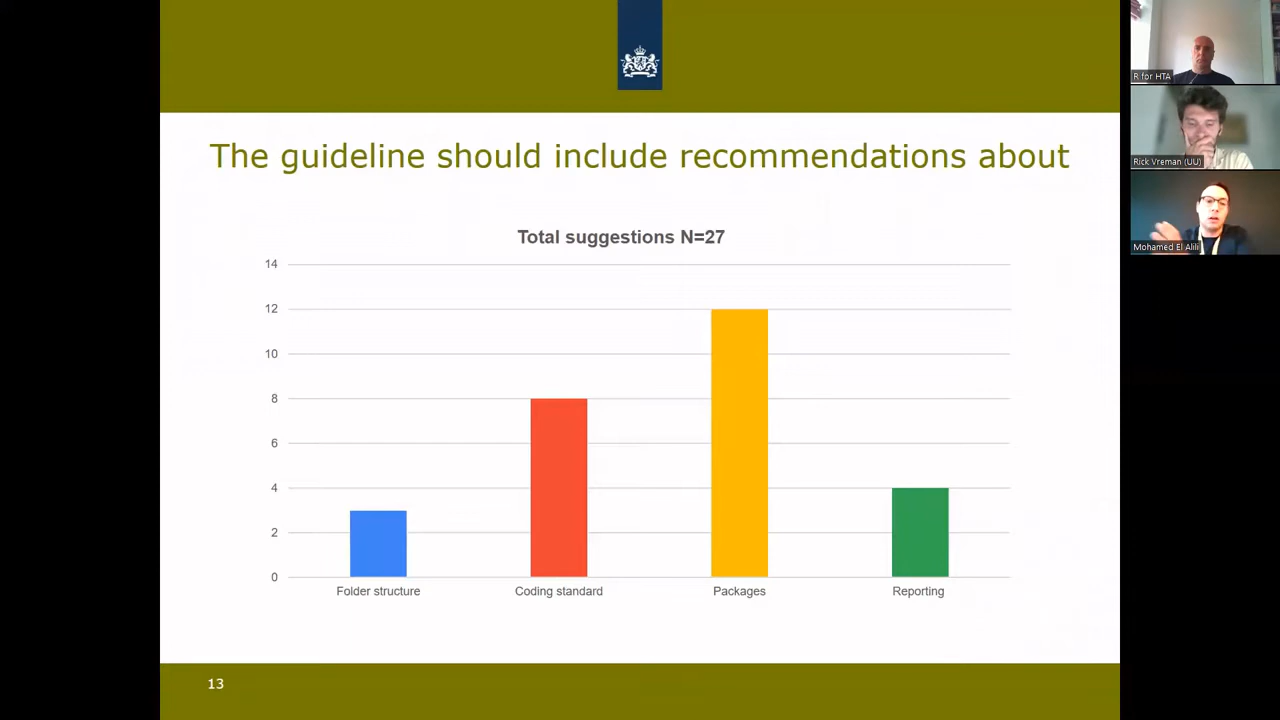 The guideline should include recommendations about
Total suggestions N=27
14
12
10
8
6
4
2
0
Folder structure
Coding standard
Packages
Reporting
13
R for HTA
Rick Vreman (UU)
Mohamed El Alili